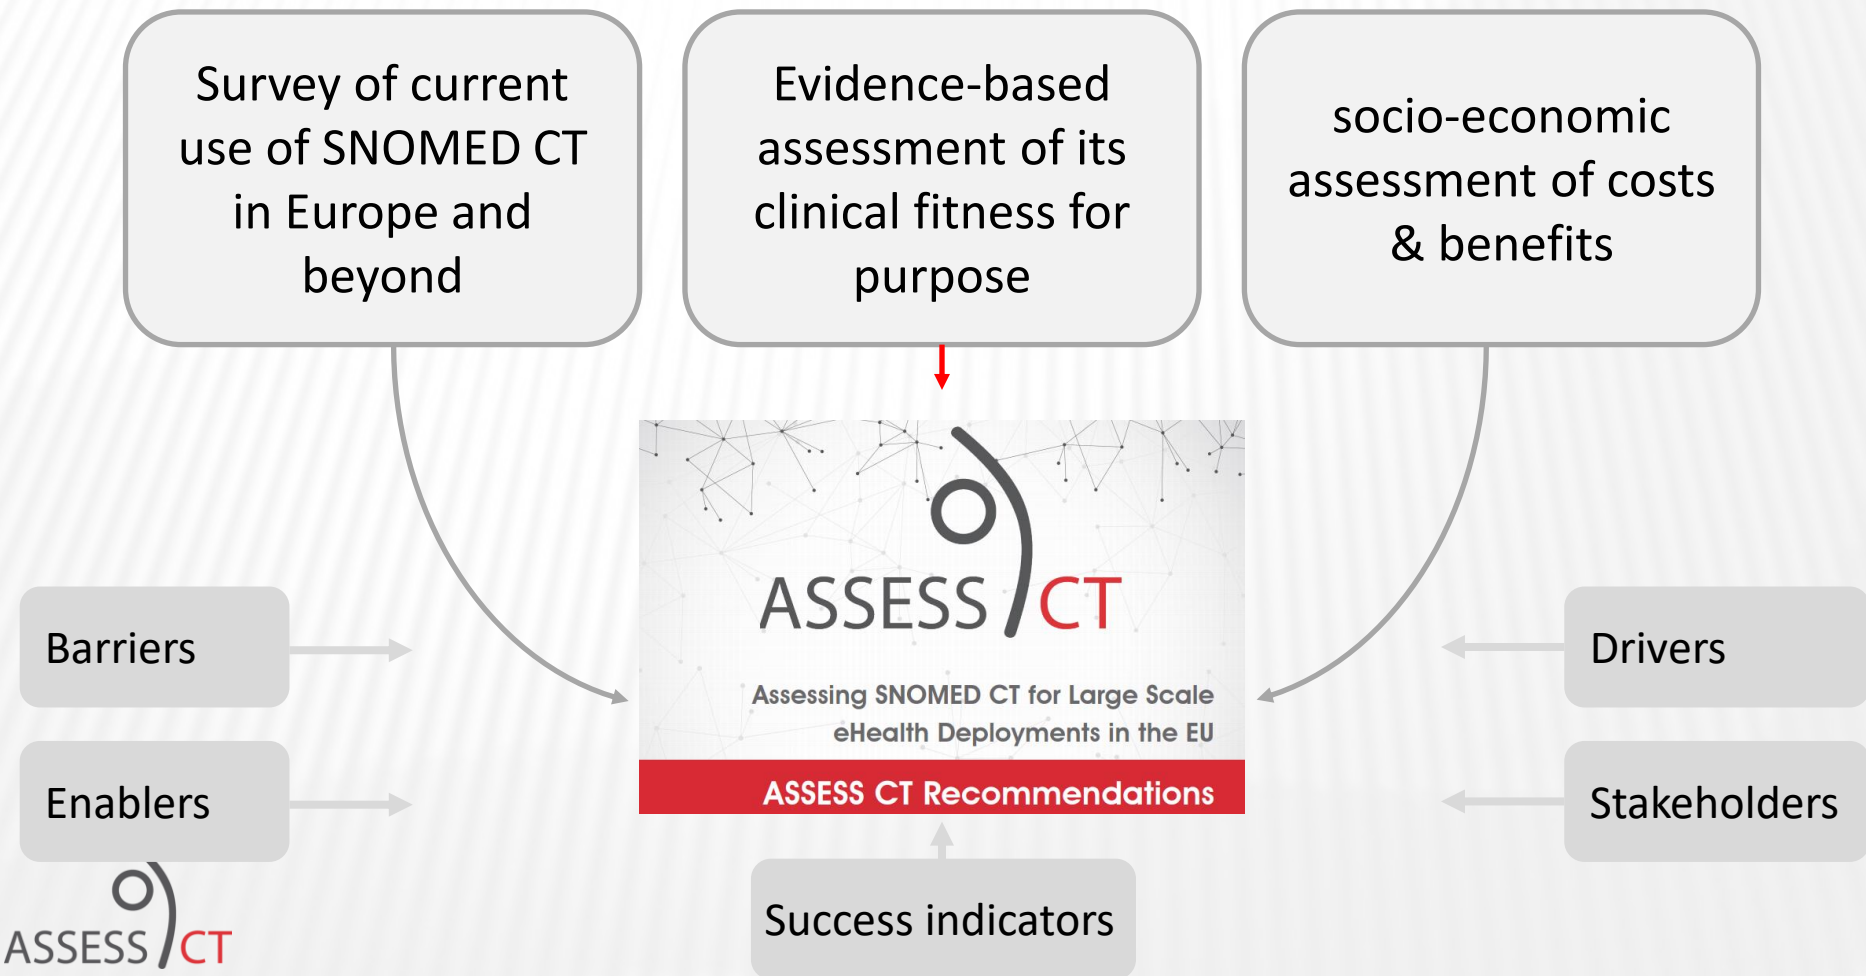 Survey of current
use of SNOMED CT
in Europe and
beyond
Evidence-based
assessment of its
clinical fitness for
purpose
socio-economic
assessment of costs
& benefits
ASSESS CT
Assessing SNOMED CT for Large Scale
eHealth Deployments in the EU
ASSESS CT Recommendations
Barriers
Enablers
Drivers
Stakeholders
Success indicators
ASSESS CT